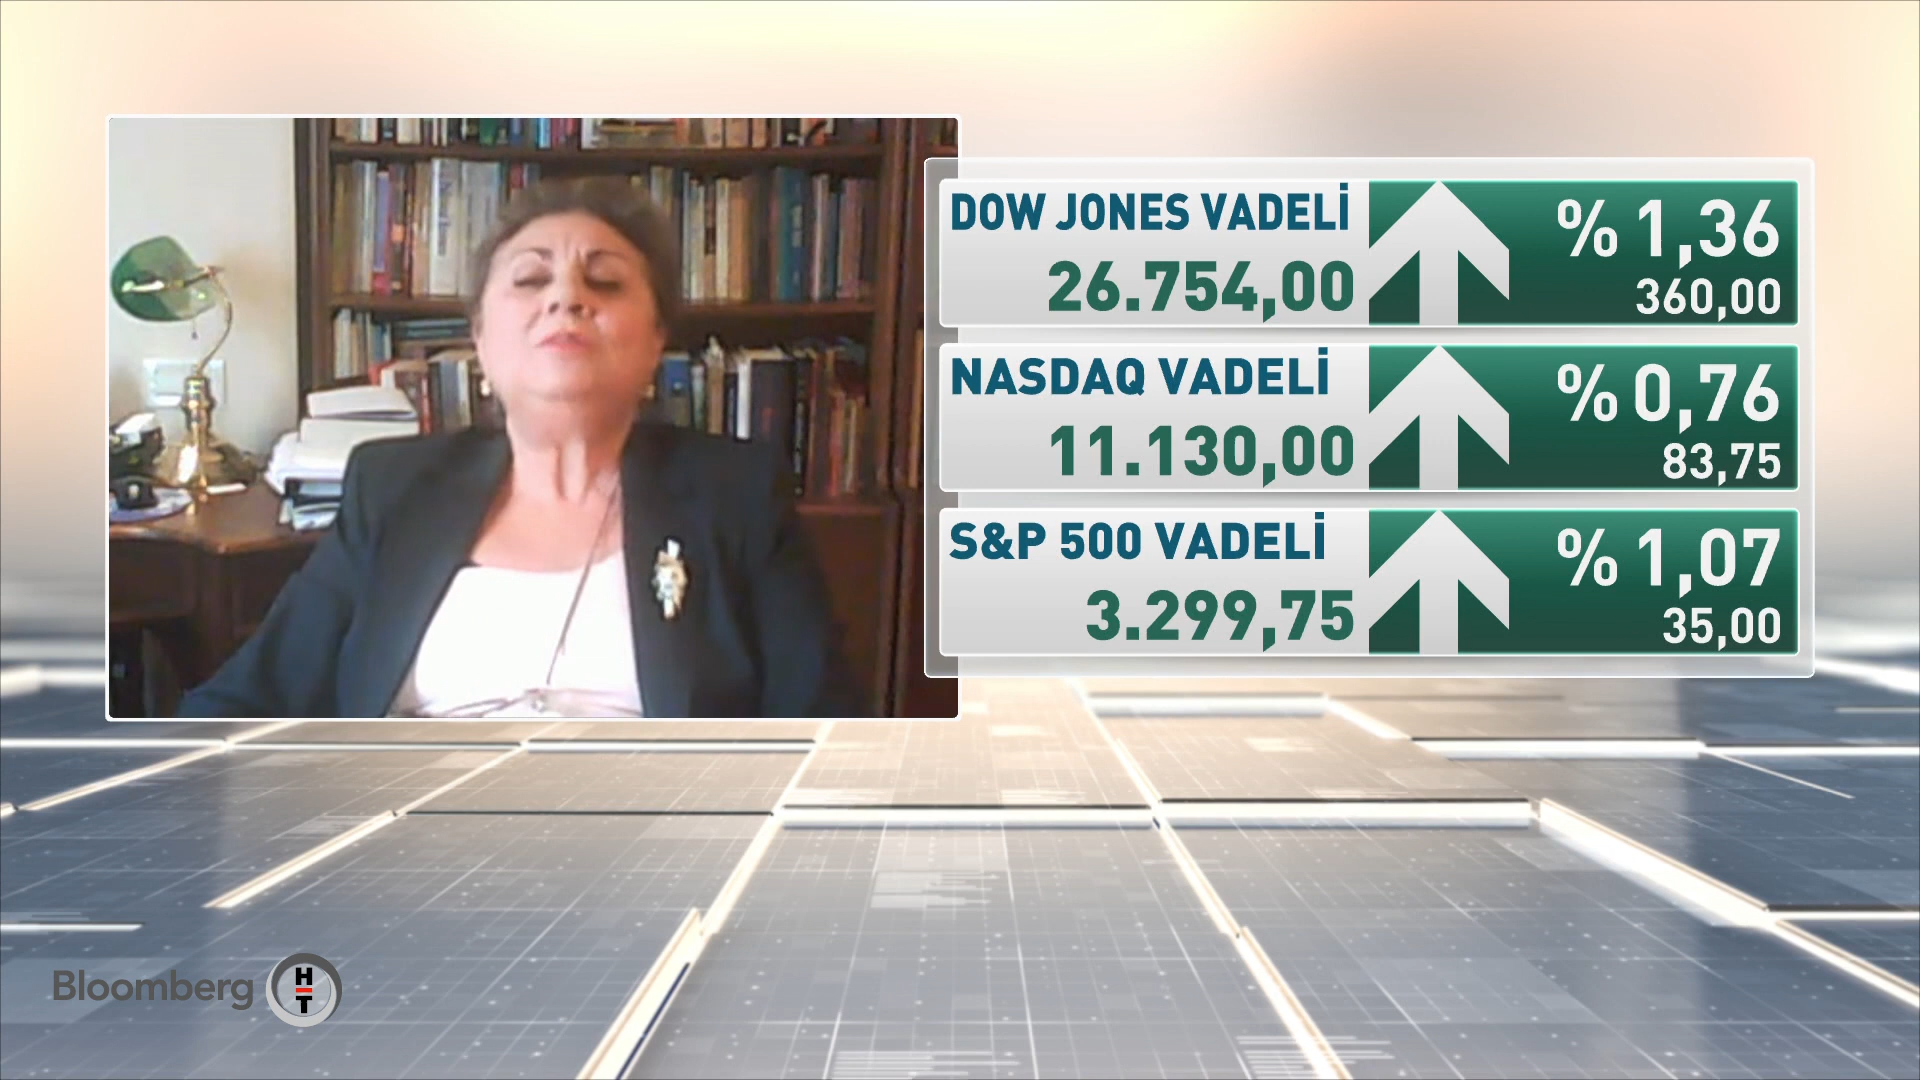 DOW JONES VADELİ
26.754,00
% 1,36
360,00
NASDAQ VADELİ
11.130,00
% 0,76
83,75
S&P 500 VADELİ
3.299,75
% 1,07
35,00
Bloomberg HT